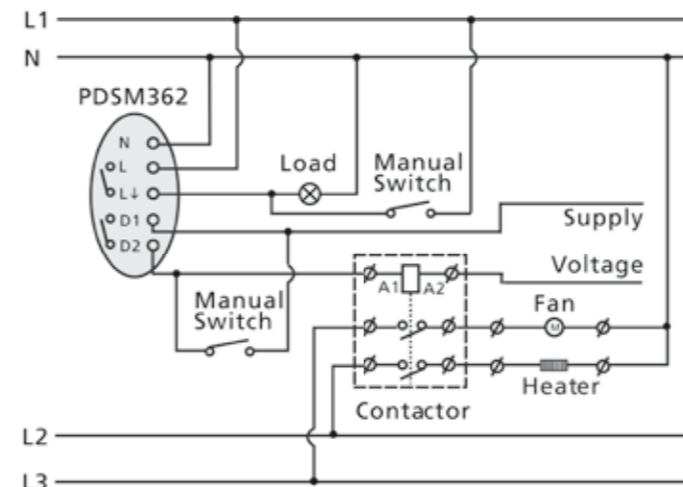 L1
N
PDSM362
N
L
L↓
D1
D2
Load
Manual
Switch
Supply
Voltage
A1
A2
Manual
Switch
Fan
M
Heater
Contactor
L2
L3